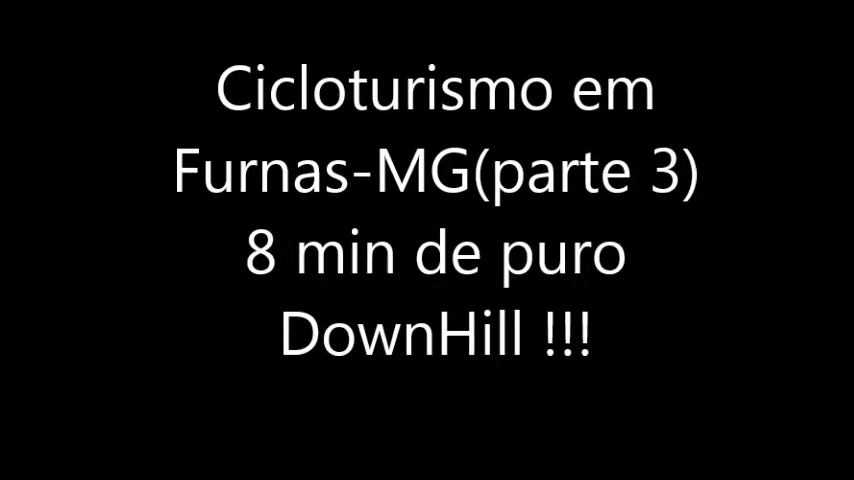 Cicloturismo em
Furnas-MG(parte 3)
8 min de puro
DownHill !!!